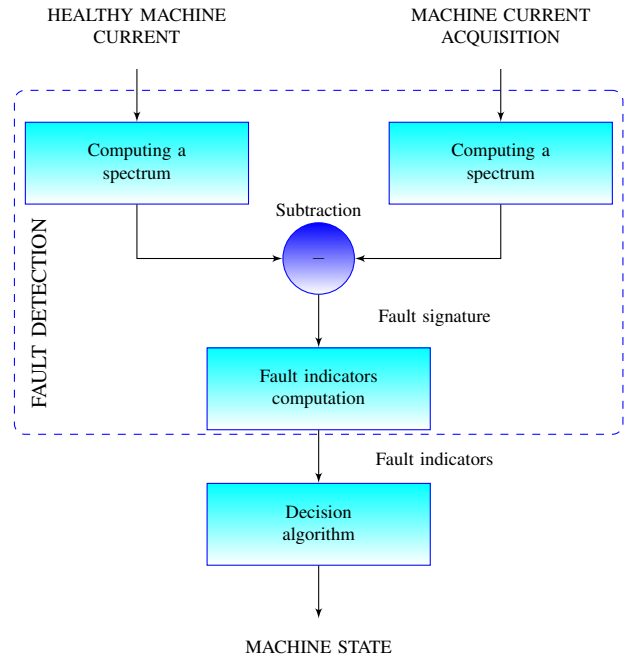 HEALTHY MACHINE
CURRENT
MACHINE CURRENT
ACQUISITION
Computing a
spectrum
Computing a
spectrum
Subtraction
−
FAULT DETECTION
Fault signature
Fault indicators
computation
Fault indicators
Decision
algorithm
MACHINE STATE